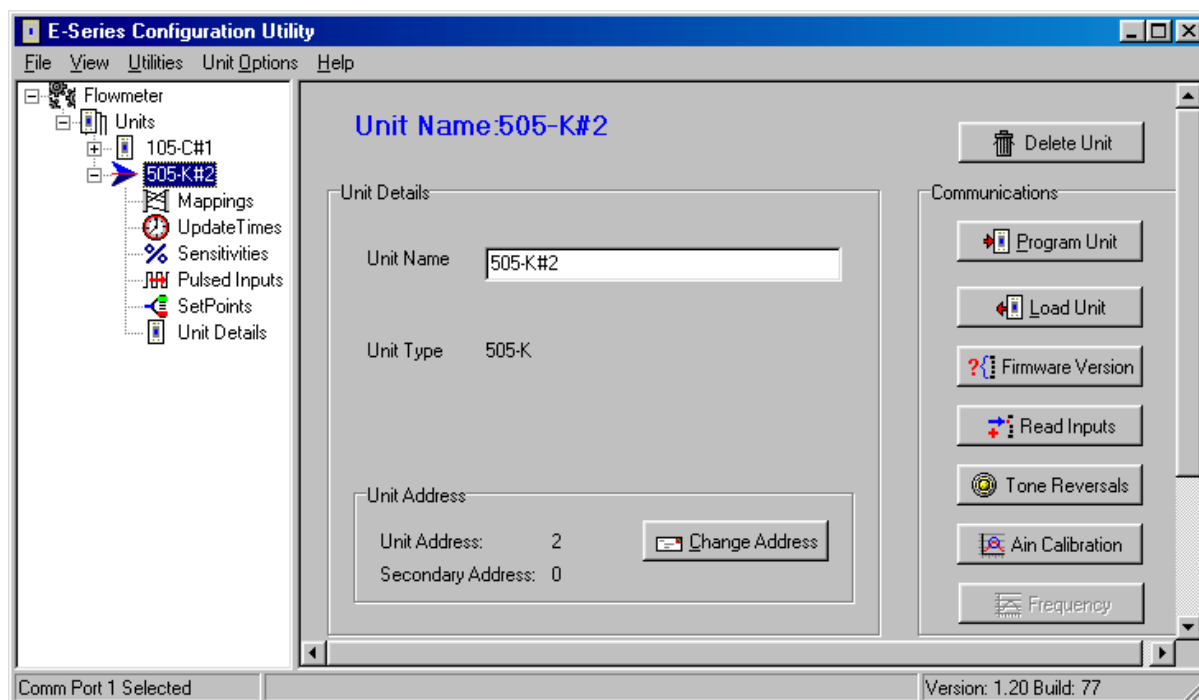 E-Series Configuration Utility
File View Utilities Unit Options Help
Flowmeter
Units
105-C#1
505-K#2
Mappings
UpdateTimes
Sensitivities
Pulsed Inputs
SetPoints
Unit Details
Unit Name:505-K#2
Delete Unit
Unit Details
Unit Name 505-K#2
Unit Type 505-K
Unit Address
Unit Address: 2
Secondary Address: 0
Change Address
Communications
Program Unit
Load Unit
Firmware Version
Read Inputs
Tone Reversals
Ain Calibration
Frequency
Comm Port 1 Selected
Version: 1.20 Build: 77